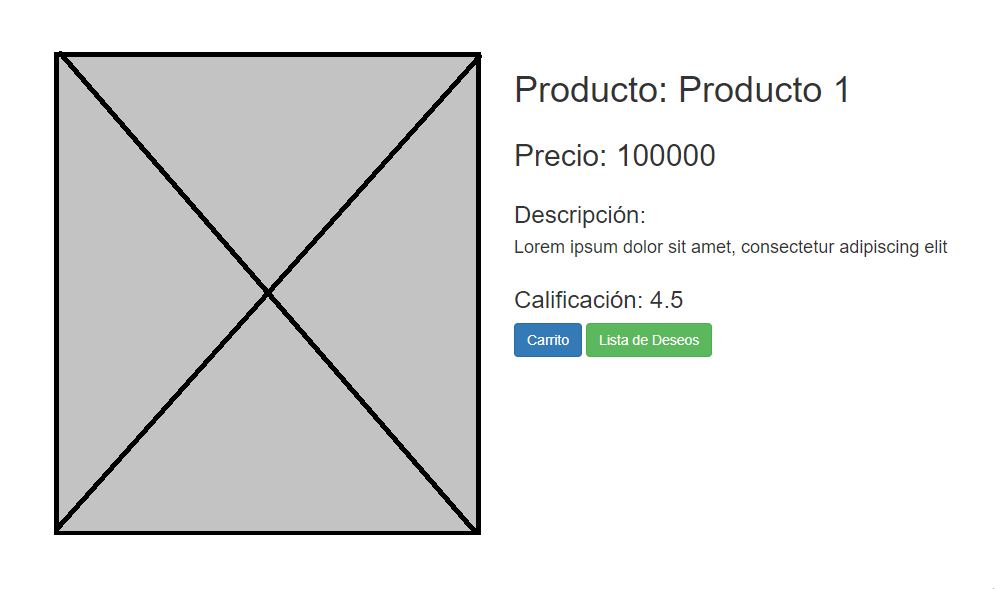 Producto: Producto 1
Precio: 100000
Descripción:
Lorem ipsum dolor sit amet, consectetur adipiscing elit
Calificación: 4.5
Carrito Lista de Deseos